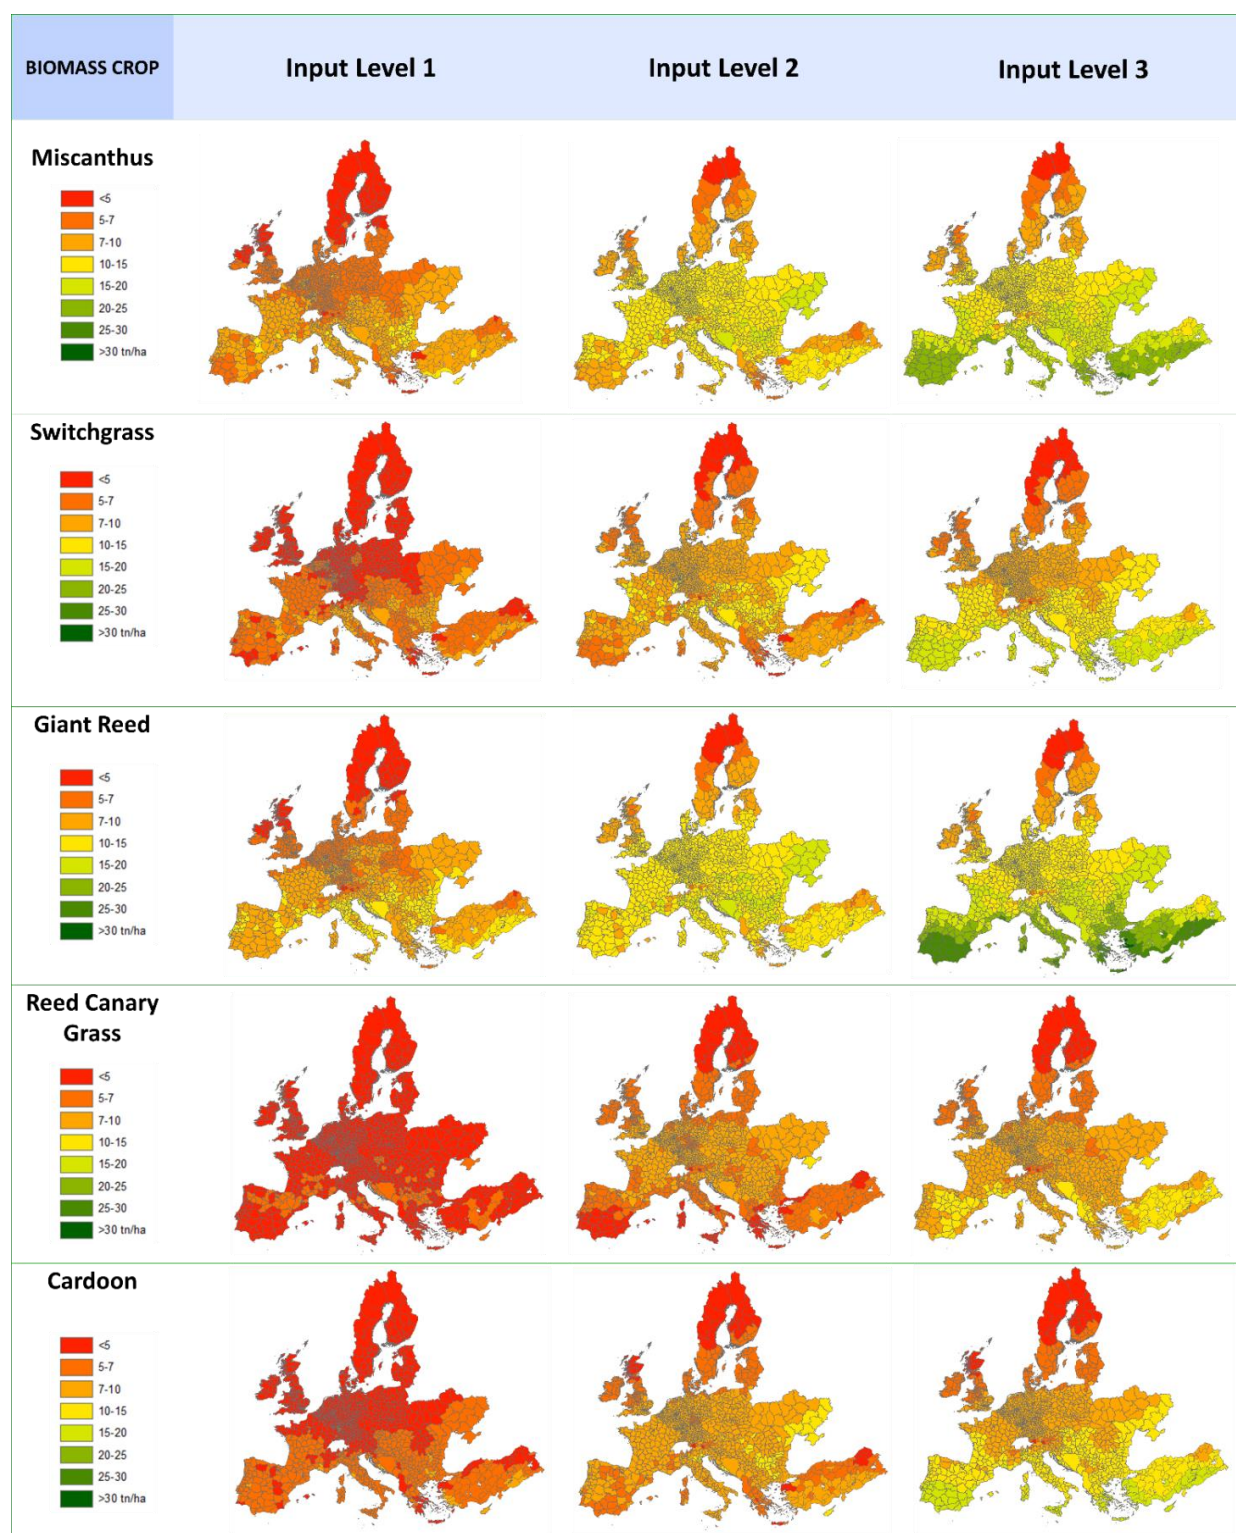 BIOMASS CROP
Input Level 1
Input Level 2
Input Level 3
Miscanthus
<5
5-7
7-10
10-15
15-20
20-25
25-30
>30 tn/ha
Switchgrass
<5
5-7
7-10
10-15
15-20
20-25
25-30
>30 tn/ha
Giant Reed
<5
5-7
7-10
10-15
15-20
20-25
25-30
>30 tn/ha
Reed Canary
Grass
<5
5-7
7-10
10-15
15-20
20-25
25-30
>30 tn/ha
Cardoon
<5
5-7
7-10
10-15
15-20
20-25
25-30
>30 tn/ha